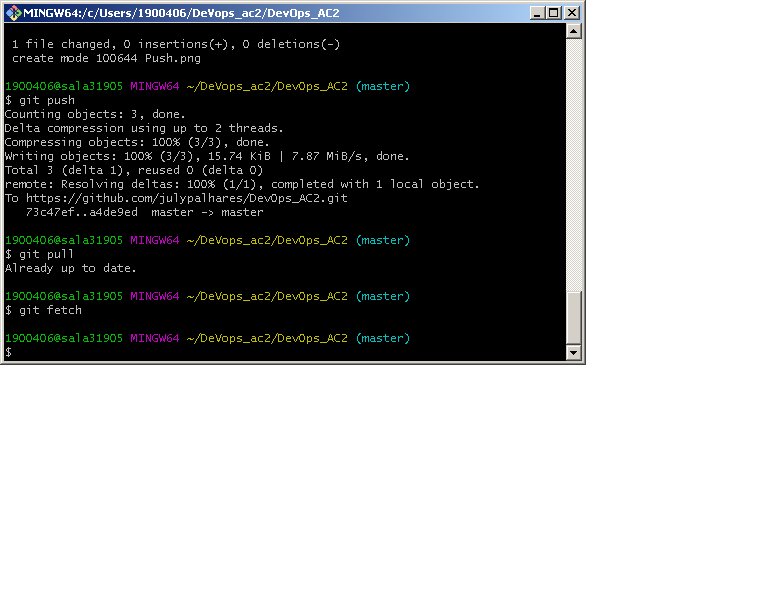 MINGW64:/c/Users/1900406/DeVops_ac2/DevOps_AC2
1 file changed, 0 insertions(+), 0 deletions(-)
create mode 100644 Push.png
1900406@sala31905 MINGW64 ~/DeVops_ac2/DevOps_AC2 (master)
$ git push
Counting objects: 3, done.
Delta compression using up to 2 threads.
Compressing objects: 100% (3/3), done.
Writing objects: 100% (3/3), 15.74 KiB | 7.87 MiB/s, done.
Total 3 (delta 1), reused 0 (delta 0)
remote: Resolving deltas: 100% (1/1), completed with 1 local object.
To https://github.com/julypalhares/DevOps_AC2.git
73c47ef..a4de9ed  master -> master
1900406@sala31905 MINGW64 ~/DeVops_ac2/DevOps_AC2 (master)
$ git pull
Already up to date.
1900406@sala31905 MINGW64 ~/DeVops_ac2/DevOps_AC2 (master)
$ git fetch
1900406@sala31905 MINGW64 ~/DeVops_ac2/DevOps_AC2 (master)
$